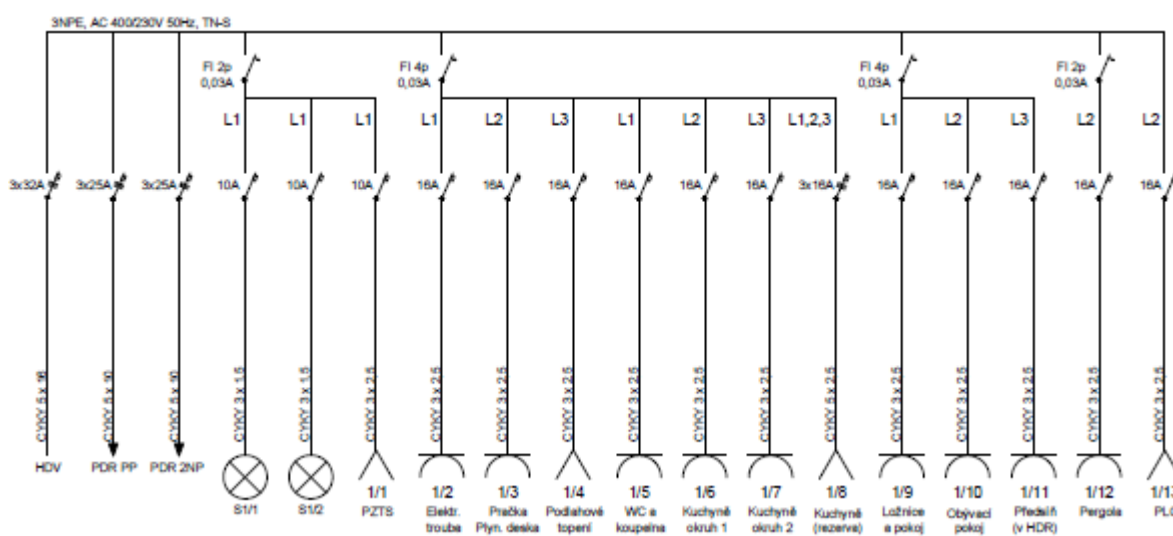 3NPE, AC 400/230V 50Hz, TN-S
FI 2p
0,03A
FI 4p
0,03A
FI 4p
0,03A
FI 2p
0,03A
L1
L1
L1
L1
L2
L3
L1
L2
L3
L1,2,3
L1
L2
L3
L2
L2
3x32A
3x25A
3x25A
10A
10A
10A
16A
16A
16A
16A
16A
16A
3x16A
16A
16A
16A
16A
16A
CYKY 5 x 16
CYKY 5 x 10
CYKY 5 x 10
CYKY 3 x 1,5
CYKY 3 x 1,5
CYKY 3 x 2,5
CYKY 3 x 2,5
CYKY 3 x 2,5
CYKY 3 x 2,5
CYKY 3 x 2,5
CYKY 3 x 2,5
CYKY 3 x 2,5
CYKY 5 x 2,5
CYKY 3 x 2,5
CYKY 3 x 2,5
CYKY 3 x 2,5
CYKY 3 x 2,5
CYKY 3 x 2,5
HDV
PDR PP
PDR 2NP
S1/1
S1/2
1/1
PZTS
1/2
Elektr.
trouba
1/3
Pračka
Plyn. deska
1/4
Podlahové
topení
1/5
WC a
koupelna
1/6
Kuchyně
okruh 1
1/7
Kuchyně
okruh 2
1/8
Kuchyně
(rezerva)
1/9
Ložnice
a pokoj
1/10
Obývací
pokoj
1/11
Předsíň
(v HDR)
1/12
Pergola
1/13
PLC